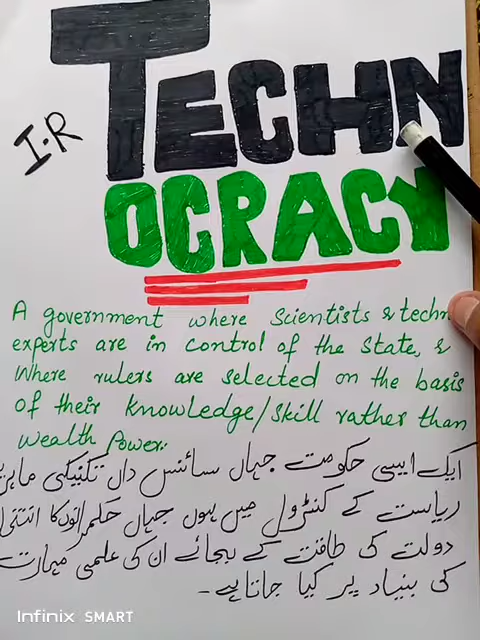 I.R
TECHN
OCRACY
A government where Scientists & techn
experts are in control of the State, &
Where rulers are selected on the basis
of their Knowledge/Skill rather than
Wealth Power.
ایک ایسی حکومت جہاں سائنس داں تکنیکی ماہرین
ریاست کے کنٹرول میں ہوں جہاں حکمرانوں کا
دولت کی طاقت کے بجائے ان کی علمی مہارت
کی بنیاد پر کیا جاتا ہے۔
Infinix SMART